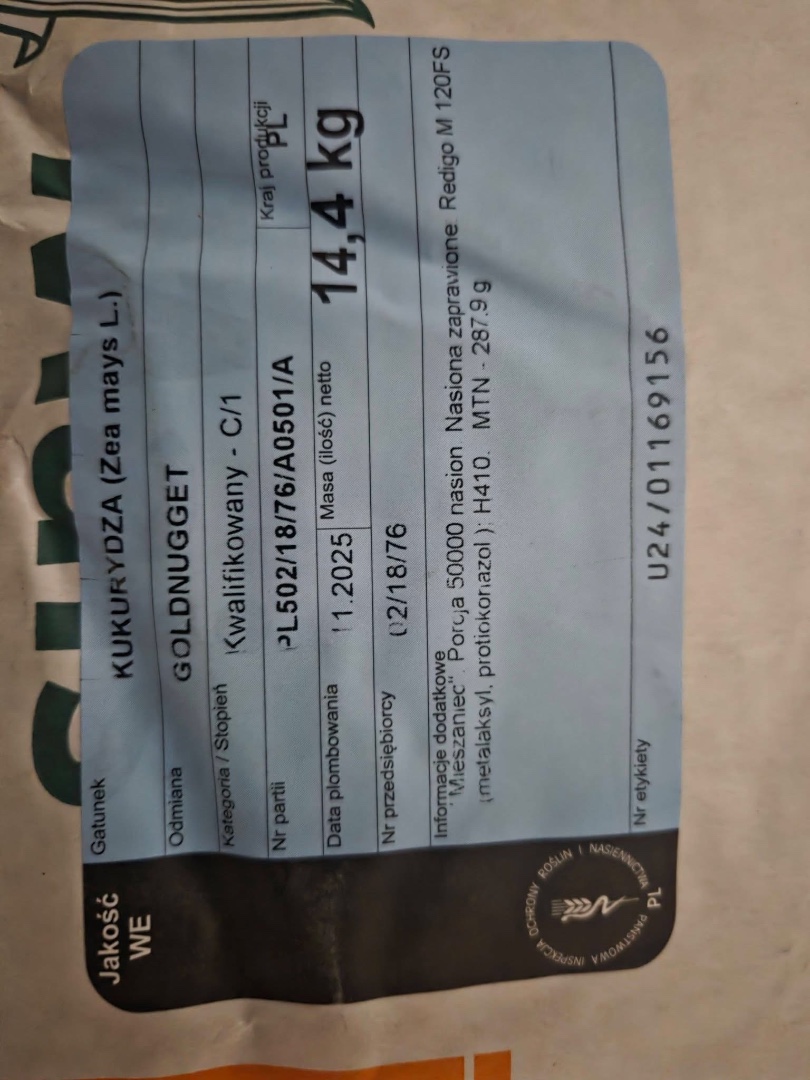 Jakość
WE
Gatunek
KUKURYDZA (Zea mays L.)
Odmiana
GOLDNUGGET
Kategoria / Stopień
Kwalifikowany - C/1
Nr partii
PL502/18/76/A0501/A
Kraj produkcji
PL
Data plombowania
11.2025
Masa (ilość) netto
14,4 kg
Nr przedsiębiorcy
02/18/76
Informacje dodatkowe
"Mieszaniec". Porcja 50000 nasion Nasiona zaprawione: Redigo M 120FS
(metalaksyl, protiokonazol ); H410. MTN - 287.9 g
Nr etykiety
U24/01169156
PAŃSTWOWA INSPEKCJA OCHRONY ROŚLIN I NASIENNICTWA
PL